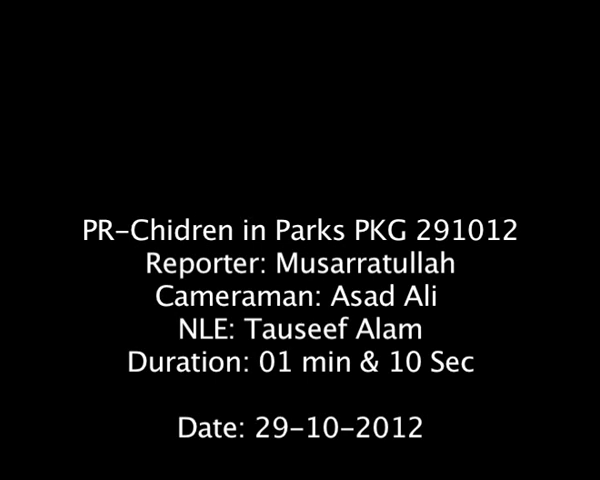 PR-Chidren in Parks PKG 291012
Reporter: Musarratullah
Cameraman: Asad Ali
NLE: Tauseef Alam
Duration: 01 min & 10 Sec
Date: 29-10-2012